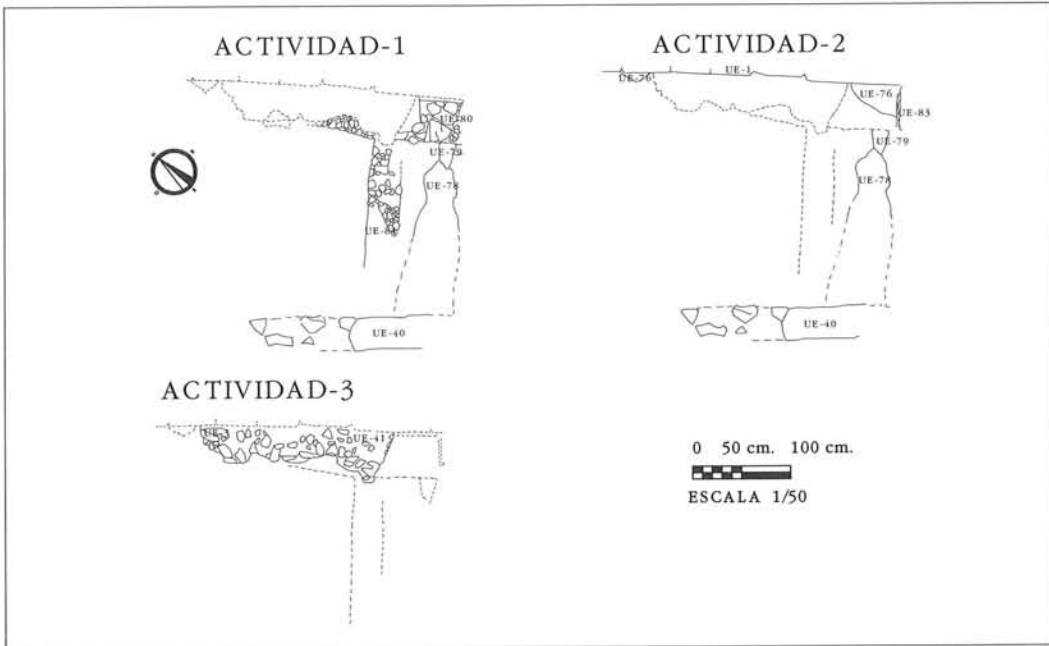 ACTIVIDAD-1
UE-80
UE-79
UE-78
UE-40
ACTIVIDAD-2
UE-76
UE-1
UE-76
UE-83
UE-79
UE-78
UE-40
ACTIVIDAD-3
UE-3
UE-41
0 50 cm. 100 cm.
ESCALA 1/50